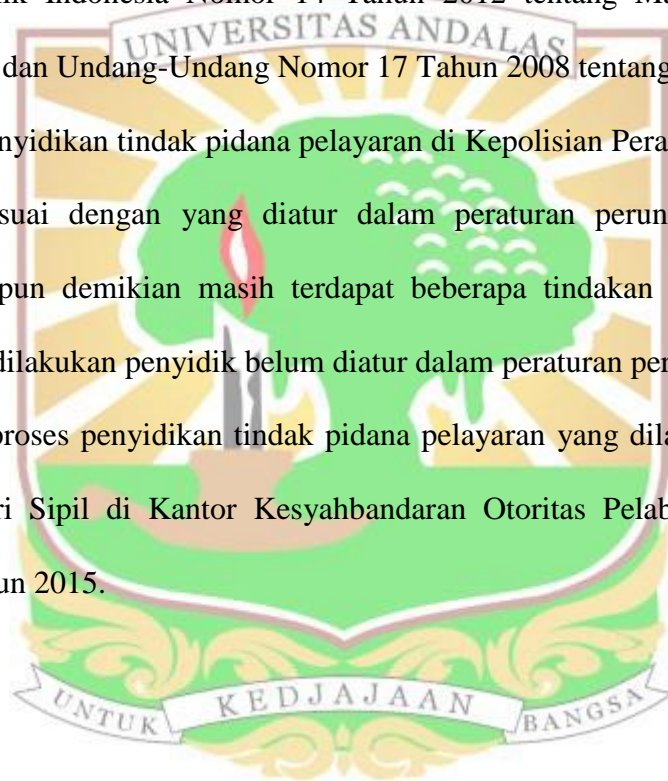 lik Indonesia Nomor 14 Tahun 2012 tentang
UNIVERSITAS ANDALAS
dan Undang-Undang Nomor 17 Tahun 2008 tentang
nyidikan tindak pidana pelayaran di Kepolisian Pera
suai dengan yang diatur dalam peraturan perun
pun demikian masih terdapat beberapa tindakan
dilakukan penyidik belum diatur dalam peraturan per
proses penyidikan tindak pidana pelayaran yang dila
ri Sipil di Kantor Kesyahbandaran Otoritas Pelab
un 2015.
UNTUK KEDJAJAAN BANGSA